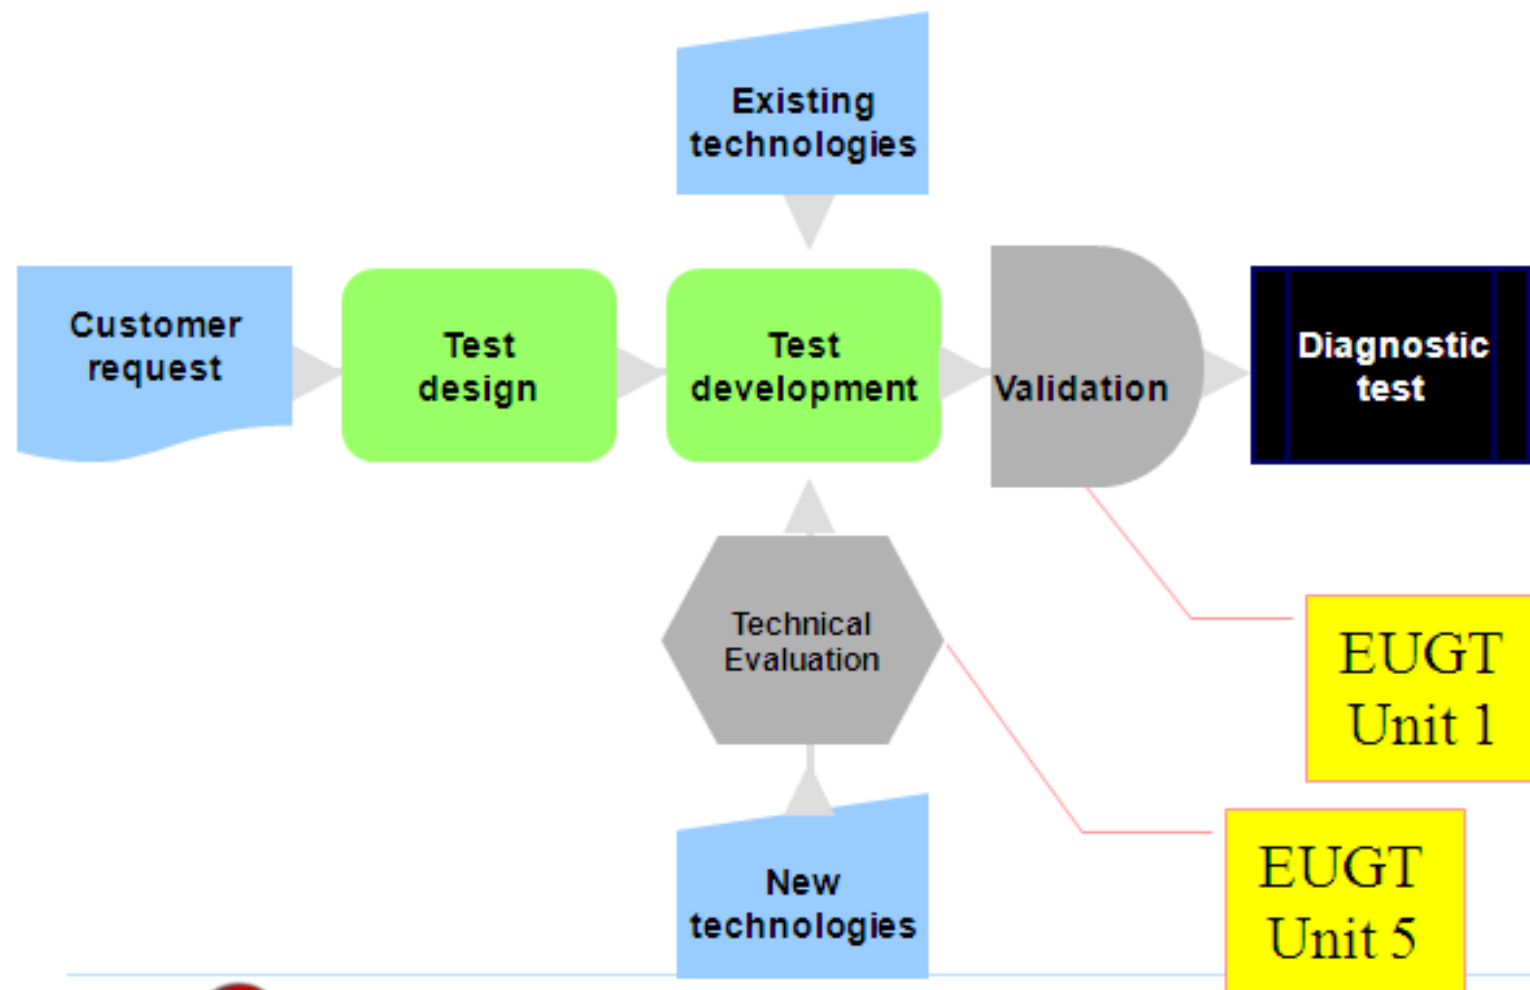 Existing
technologies
Customer
request
Test
design
Test
development
Validation
Diagnostic
test
Technical
Evaluation
EUGT
Unit 1
New
technologies
EUGT
Unit 5